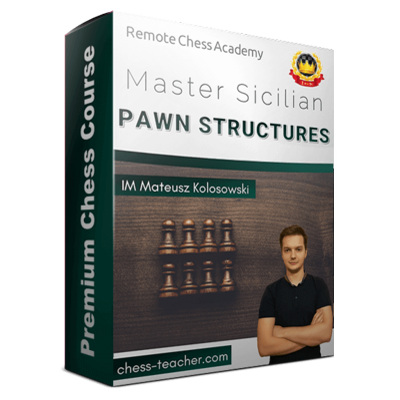 Remote Chess Academy
Master Sicilian
PAWN STRUCTURES
IM Mateusz Kolosowski
chess-teacher.com
Premium Chess Course